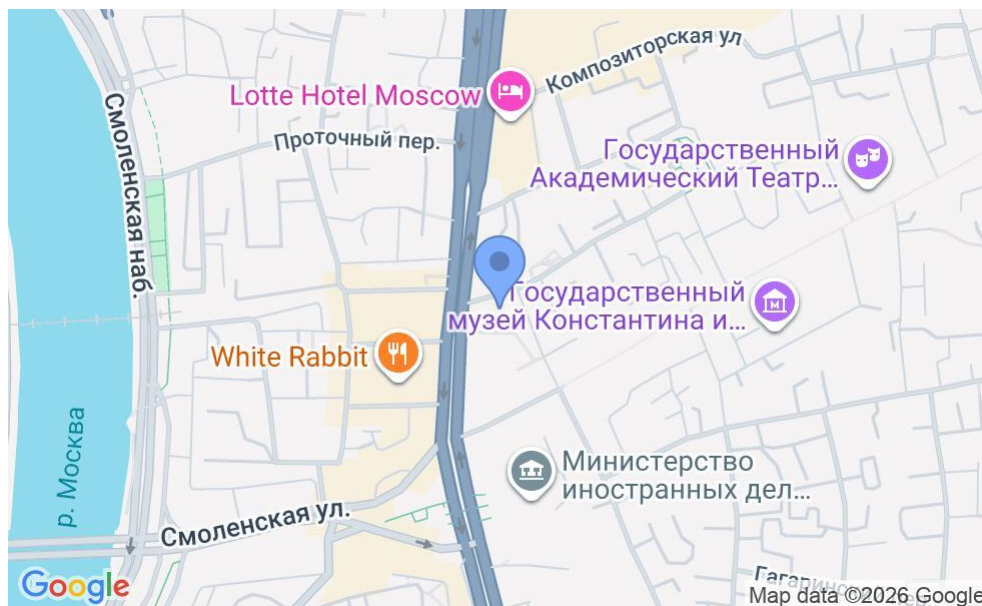 Композиторская ул
Lotte Hotel Moscow
Смоленская наб.
Проточный пер.
Государственный
Академический Театр...
Государственный
музей Константина и...
White Rabbit
р. Москва
Министерство
иностранных дел...
Смоленская ул.
Google
Map data ©2026 Google